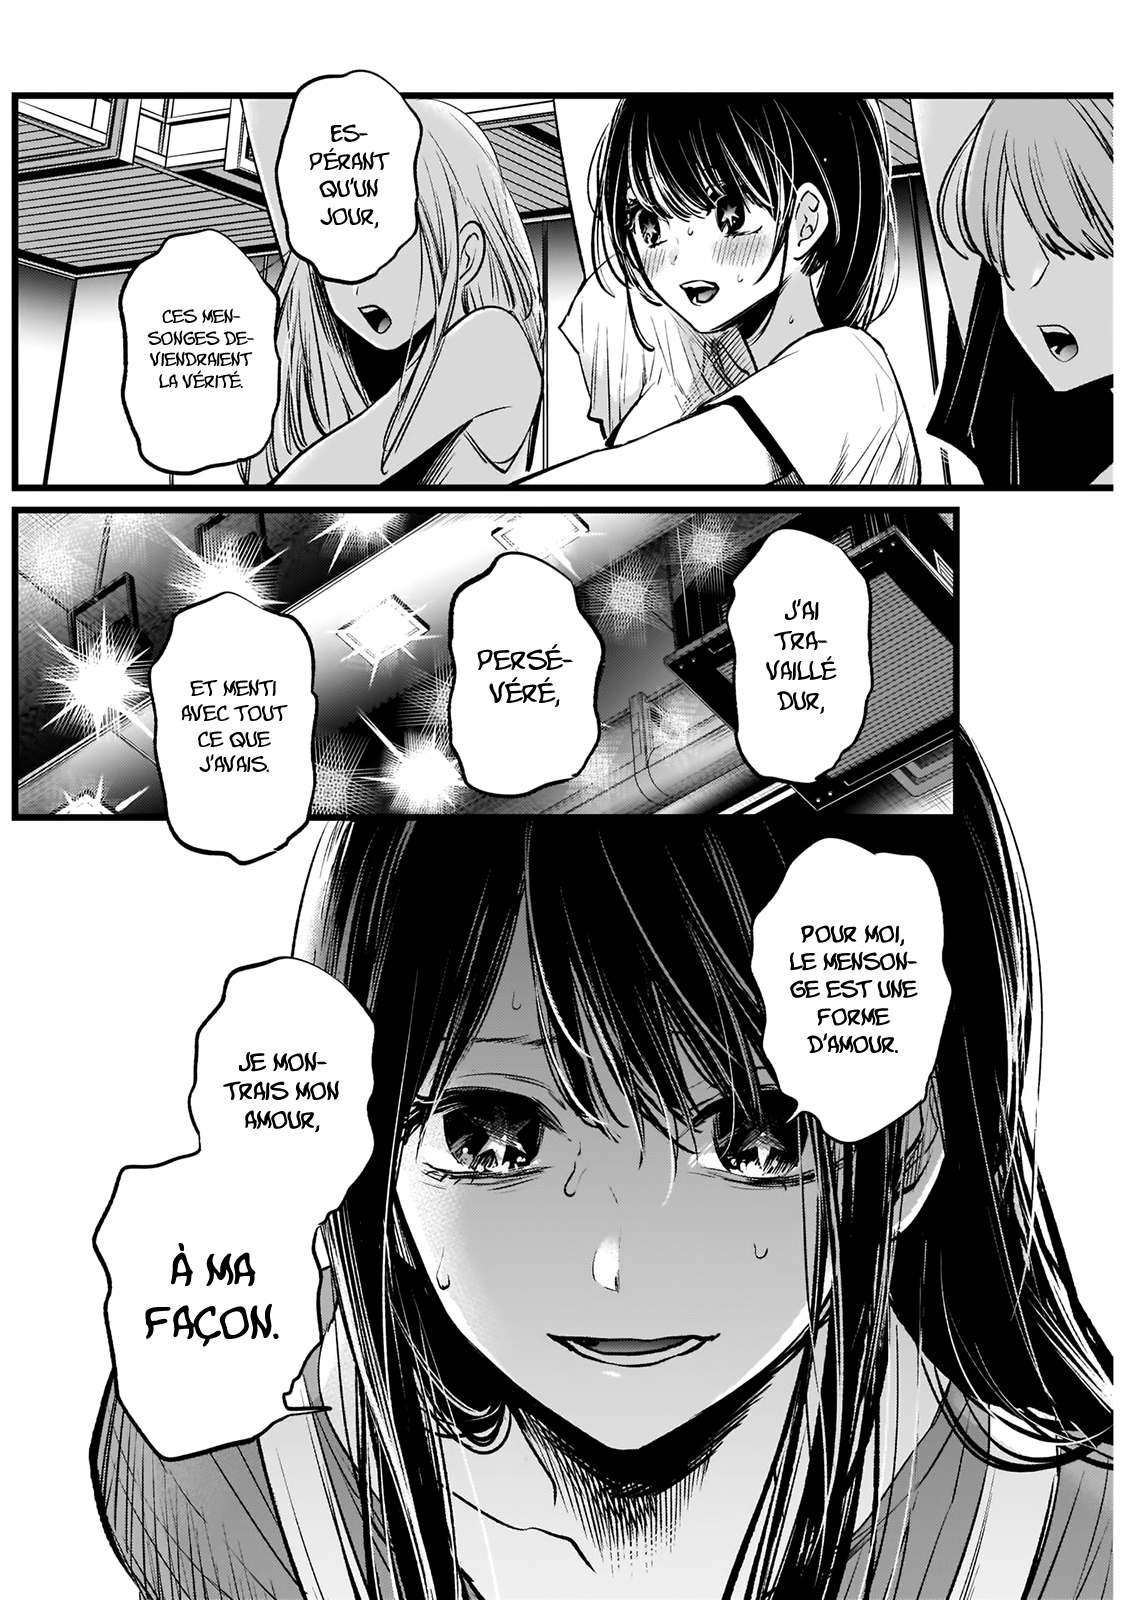 ES-
PÉRANT
QU'UN
JOUR,
CES MEN-
SONGES DE-
VIENDRAIENT
LA VÉRITÉ.
J'AI
TRA-
VAILLÉ
DUR,
PERSÉ-
VÉRÉ,
ET MENTI
AVEC TOUT
CE QUE
J'AVAIS.
POUR MOI,
LE MENSON-
GE EST UNE
FORME
D'AMOUR.
JE MON-
TRAIS MON
AMOUR,
À MA
FAÇON.